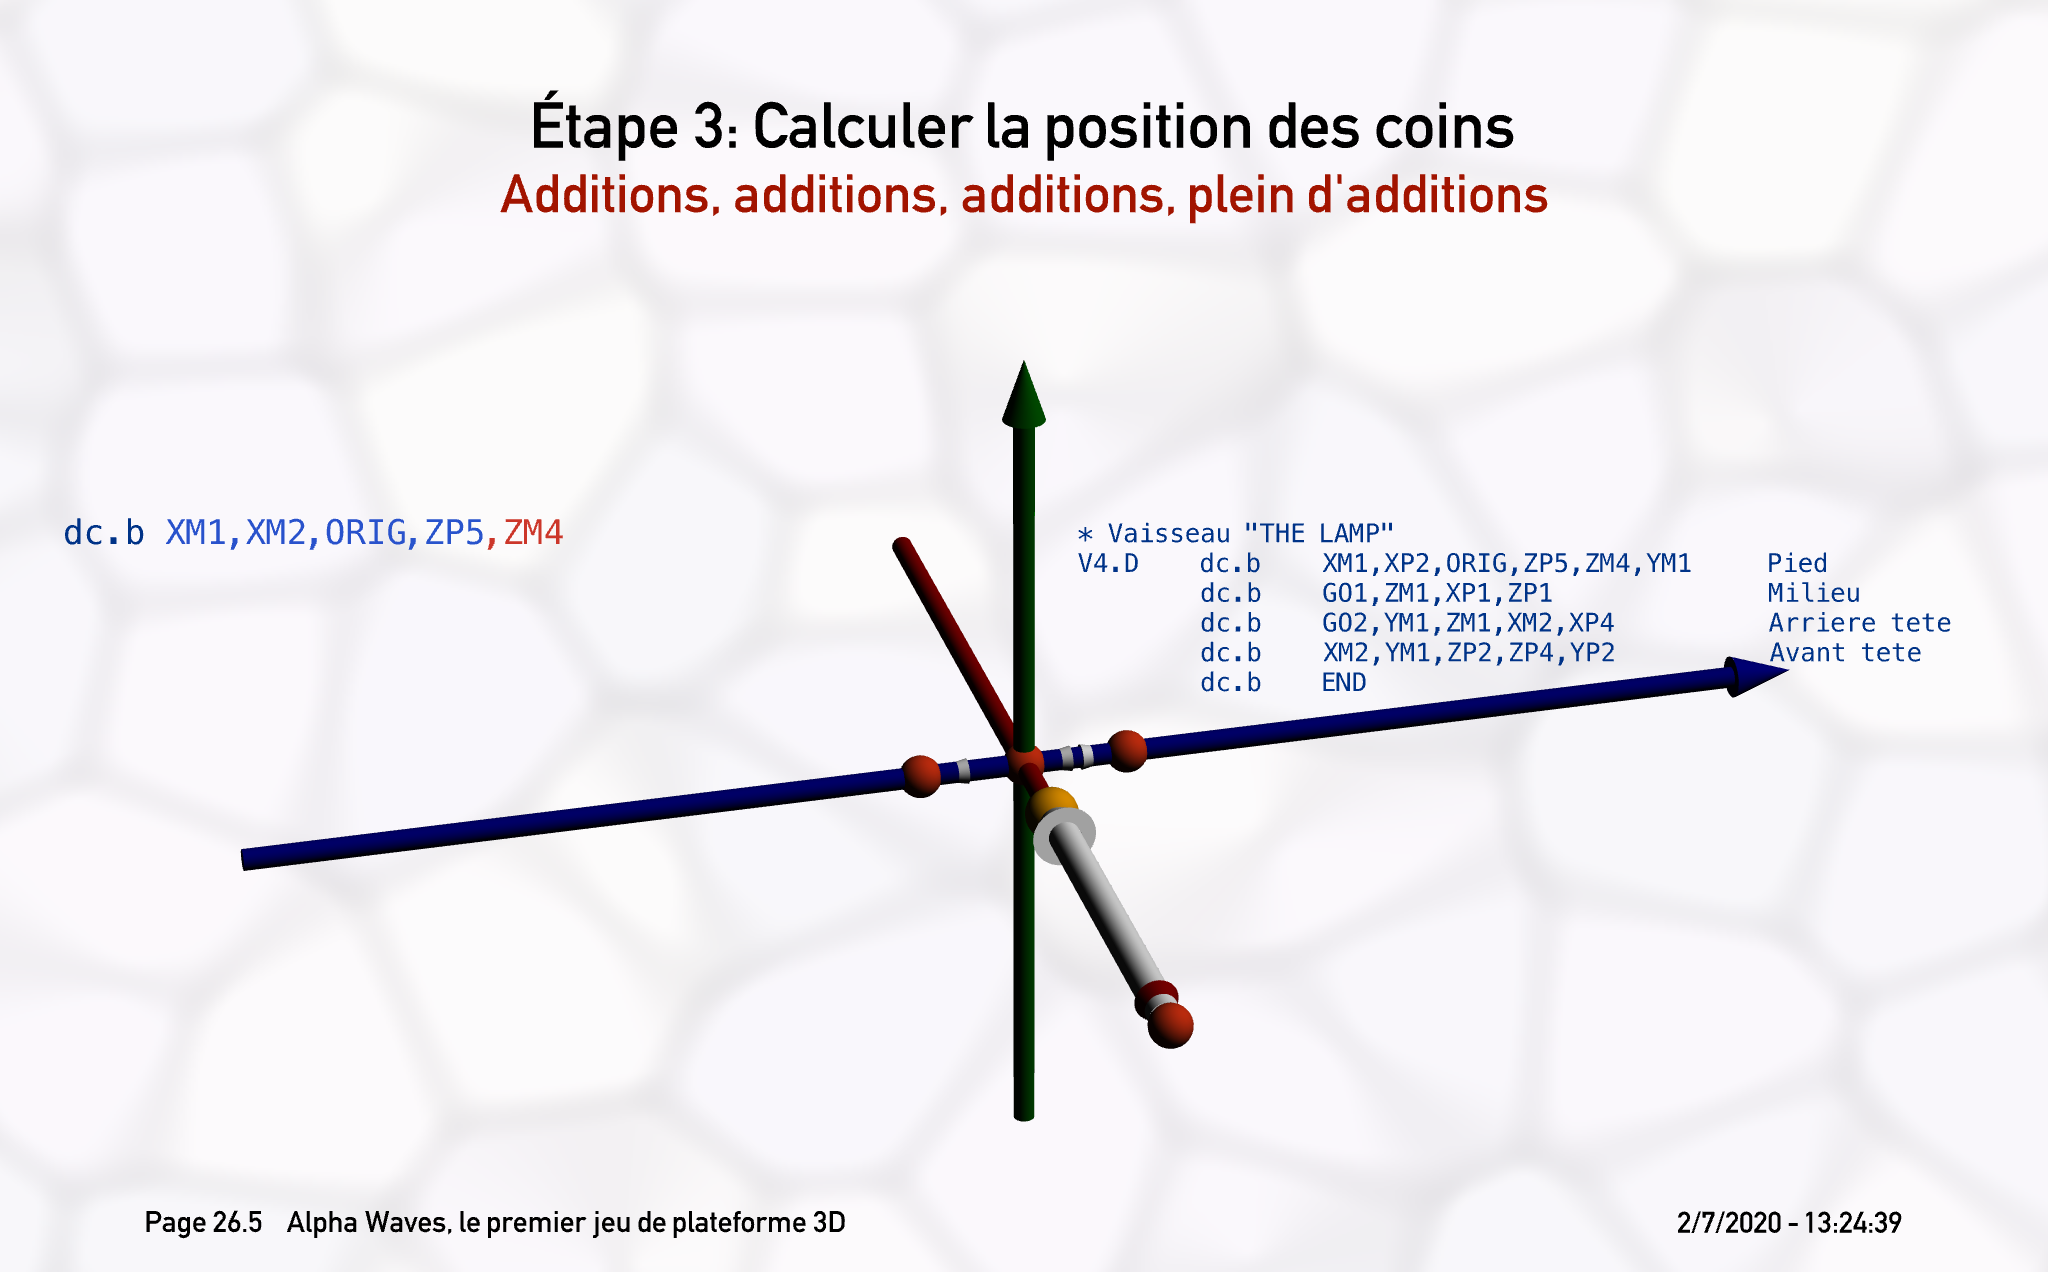 Étape 3: Calculer la position des coins
Additions, additions, additions, plein d'additions
dc.b XM1,XM2,ORIG,ZP5,ZM4
* Vaisseau "THE LAMP"
V4.D dc.b XM1,XP2,ORIG,ZP5,ZM4,YM1 Pied
dc.b GO1,ZM1,XP1,ZP1 Milieu
dc.b GO2,YM1,ZM1,XM2,XP4 Arriere tete
dc.b XM2,YM1,ZP2,ZP4,YP2 Avant tete
dc.b END
Page 26.5 Alpha Waves, le premier jeu de plateforme 3D
2/7/2020 - 13:24:39